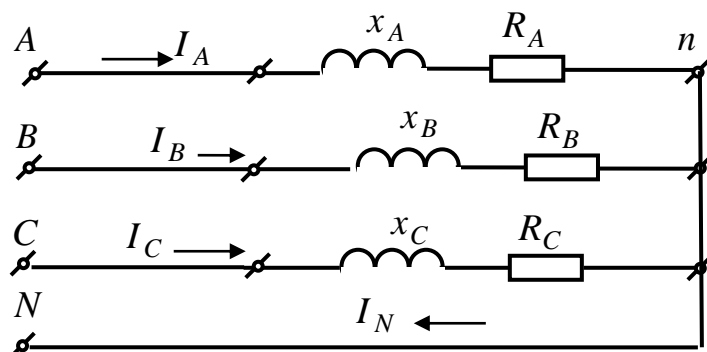 A I_A x_A R_A n
B I_B x_B R_B
C I_C x_C R_C
N I_N